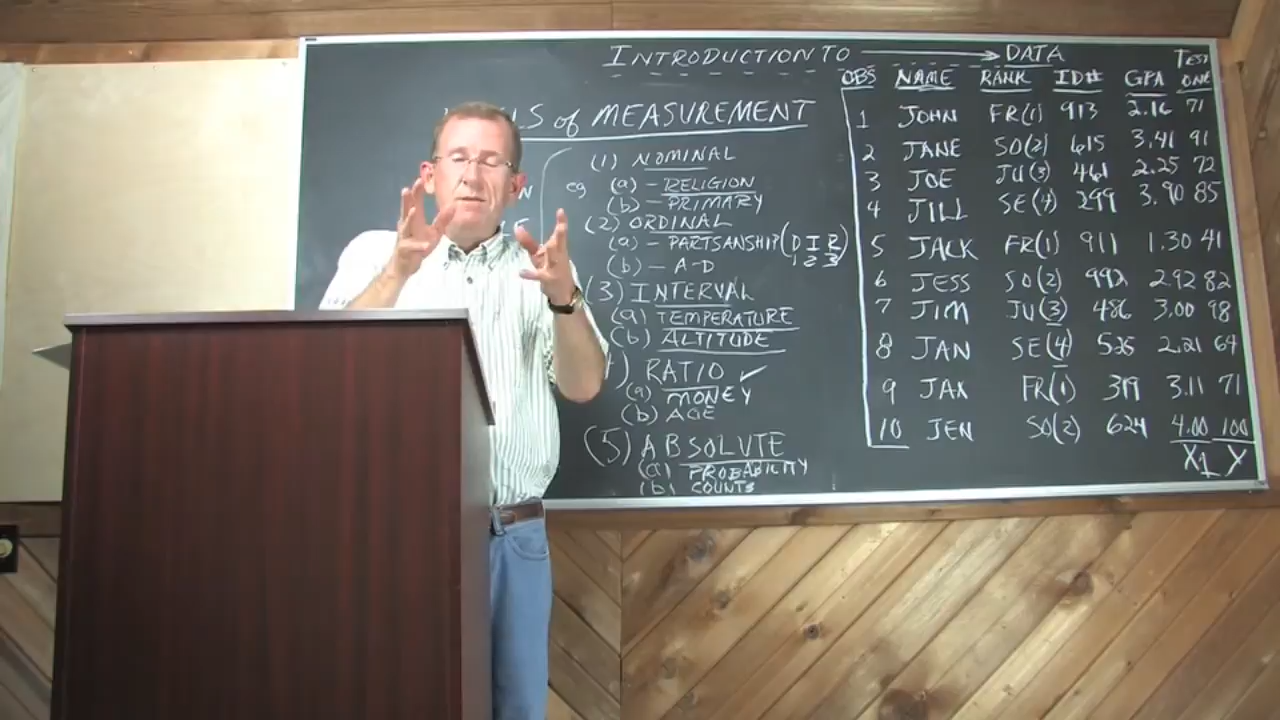 INTRODUCTION TO DATA
LS of MEASUREMENT
(1) NOMINAL
eg (a) - RELIGION
(b) - PRIMARY
(2) ORDINAL
(a) - PARTSANSHIP (D I R)
1 2 3
(b) - A-D
(3) INTERVAL
(a) TEMPERATURE
(b) ALTITUDE
) RATIO ✓
(a) MONEY
(b) AGE
(5) ABSOLUTE
(a) PROBABILITY
(b) COUNTS
OBS NAME RANK ID# GPA TEST ONE
1 JOHN FR(1) 913 2.16 71
2 JANE SO(2) 615 3.41 91
3 JOE JU(3) 461 2.25 72
4 JILL SE(4) 299 3.90 85
5 JACK FR(1) 911 1.30 41
6 JESS SO(2) 992 2.92 82
7 JIM JU(3) 486 3.00 98
8 JAN SE(4) 525 2.21 64
9 JAX FR(1) 3.11 71
10 JEN SO(2) 624 4.00 100
X1 Y